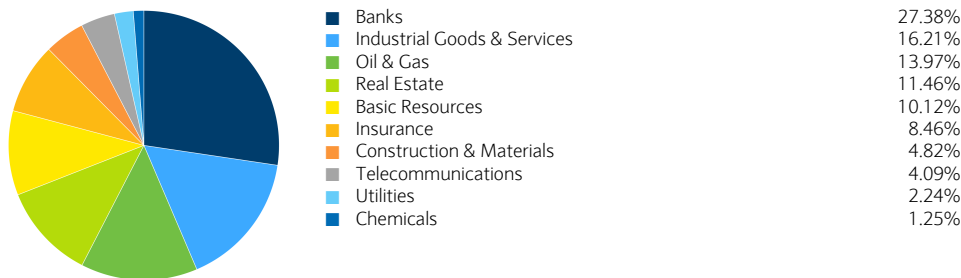 Banks 27.38%
Industrial Goods & Services 16.21%
Oil & Gas 13.97%
Real Estate 11.46%
Basic Resources 10.12%
Insurance 8.46%
Construction & Materials 4.82%
Telecommunications 4.09%
Utilities 2.24%
Chemicals 1.25%